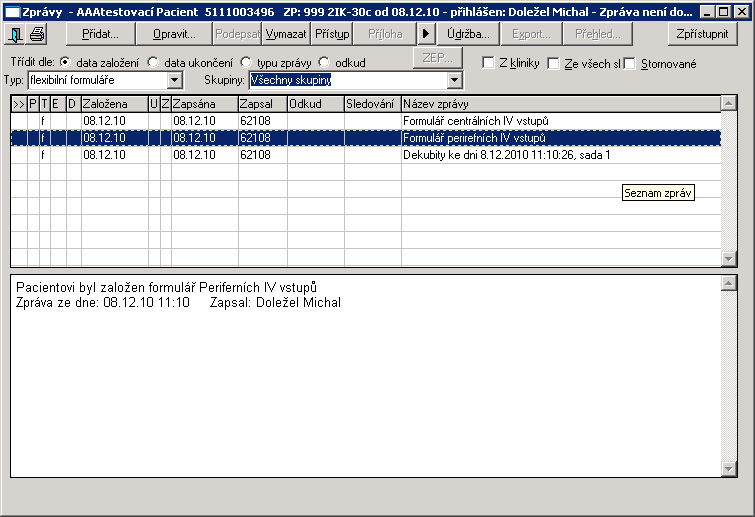 Zprávy - AAAtestovací Pacient 5111003496 ZP: 999 2IK-30c od 08.12.10 - přihlášen: Doležel Michal - Zpráva není do...
Přidat... Opravit... Podepsat Vymazat Přístup Příloha Údržba... Export... Přehled... Zpřístupnit
Třídit dle: data založení data ukončení typu zprávy odkud ZEP... Z kliniky Ze všech sl Stornované
Typ: flexibilní formuláře Skupiny: Všechny skupiny
>> P T E D Založena U Z Zapsána Zapsal Odkud Sledování Název zprávy
f 08.12.10 08.12.10 62108 Formulář centrálních IV vstupů
f 08.12.10 08.12.10 62108 Formulář perirefních IV vstupů
f 08.12.10 08.12.10 62108 Dekubity ke dni 8.12.2010 11:10:26, sada 1
Seznam zpráv
Pacientovi byl založen formulář Periferních IV vstupů
Zpráva ze dne: 08.12.10 11:10 Zapsal: Doležel Michal